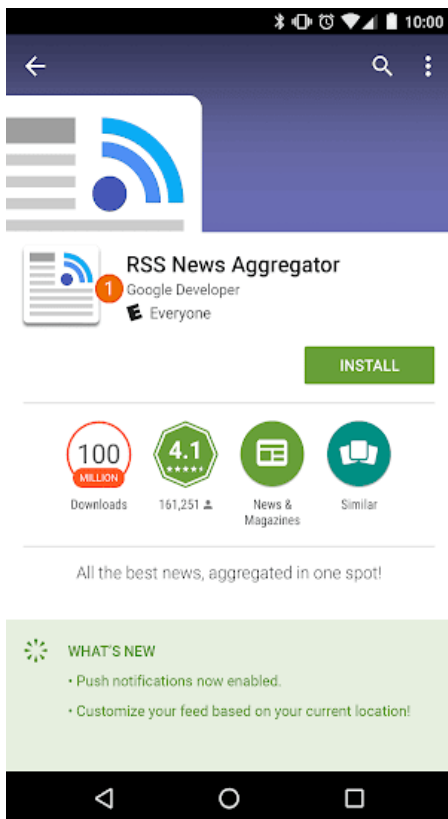 10:00
RSS News Aggregator
1
Google Developer
E Everyone
INSTALL
100
MILLION
Downloads
4.1
161,251
News &
Magazines
Similar
All the best news, aggregated in one spot!
WHAT'S NEW
• Push notifications now enabled.
• Customize your feed based on your current location!